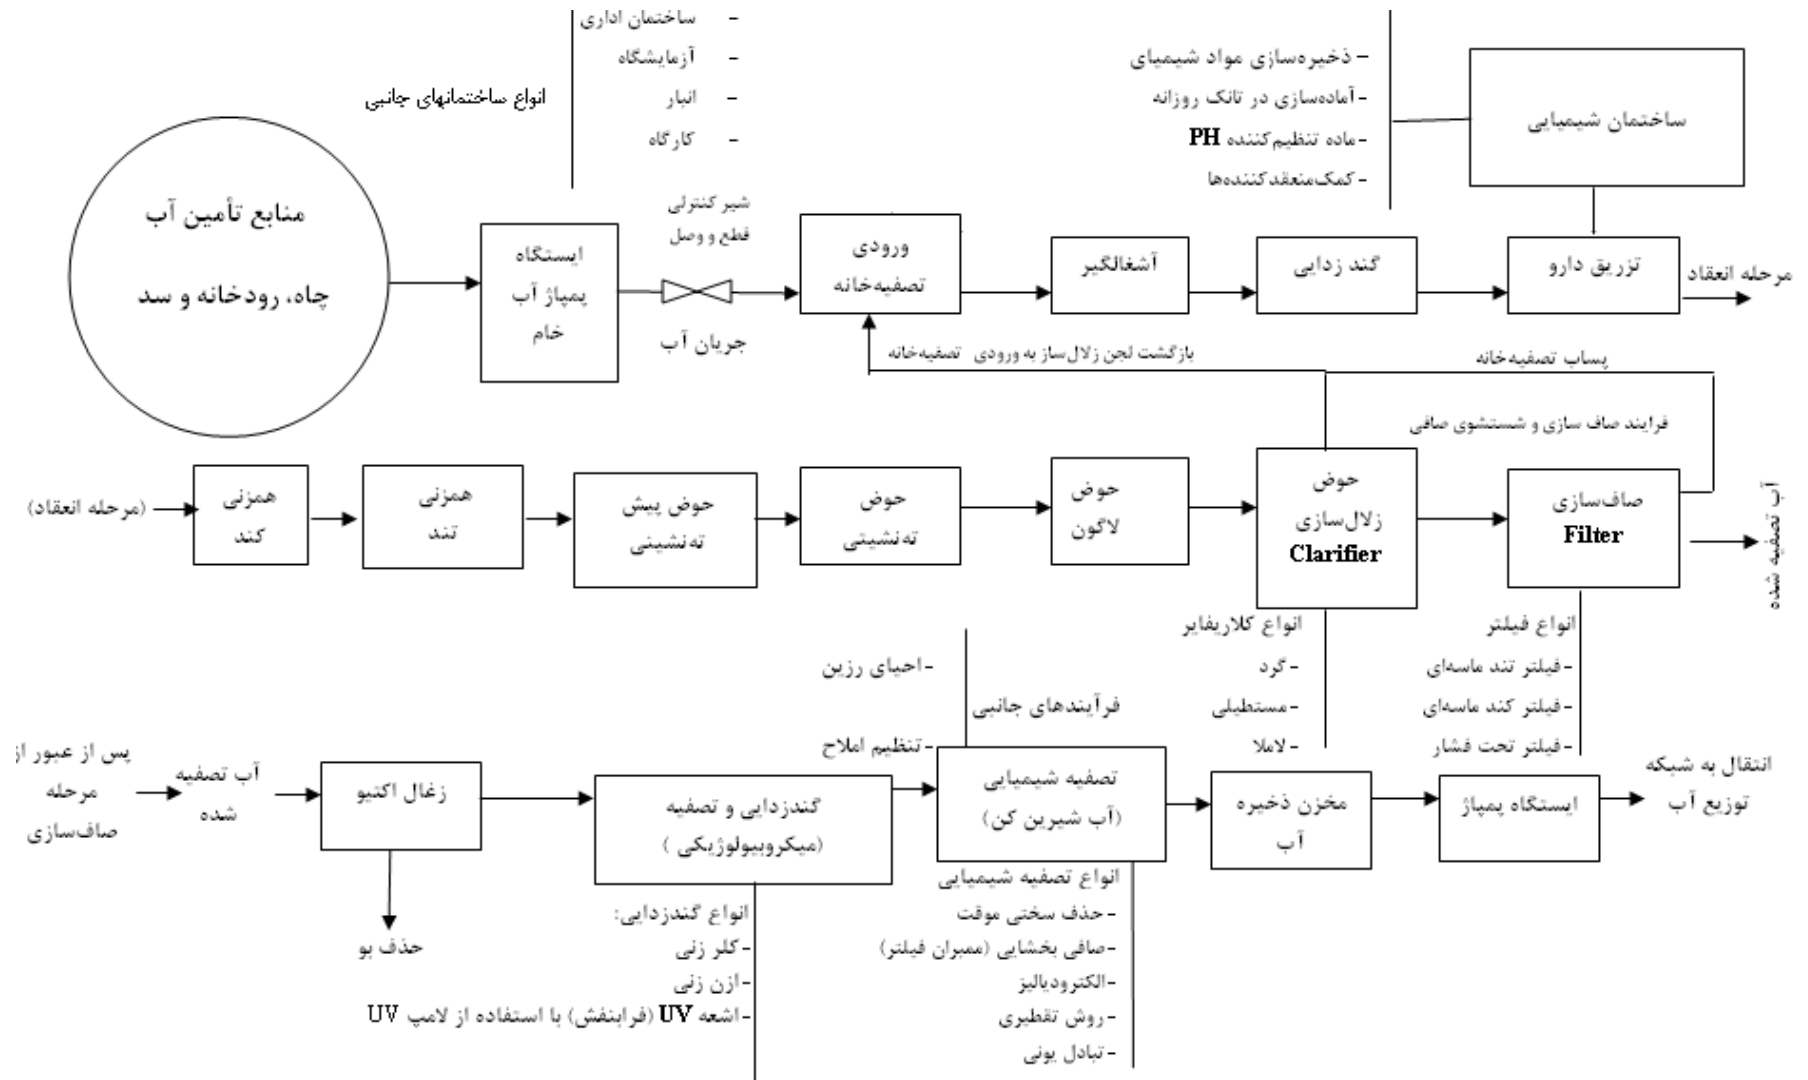 ساختمان اداری -
آزمایشگاه -
انبار -
کارگاه -
انواع ساختمانهای جانبی
- ذخیره‌سازی مواد شیمیای
- آماده‌سازی در تانک روزانه
- ماده تنظیم‌کننده PH
- کمک‌منعقدکننده‌ها
ساختمان شیمیایی
منابع تأمین آب
چاه، رودخانه و سد
ایستگاه
پمپاژ آب
خام
شیر کنترلی
قطع و وصل
جریان آب
ورودی
تصفیه‌خانه
آشغالگیر
گند زدایی
تزریق دارو
مرحله انعقاد
بازگشت لجن زلال‌ساز به ورودی تصفیه‌خانه
پساب تصفیه‌خانه
فرایند صاف سازی و شستشوی صافی
(مرحله انعقاد)
همزنی
کند
همزنی
تند
حوض پیش
ته‌نشینی
حوض
ته‌نشیتی
حوض
لاگون
حوض
زلال‌سازی
Clarifier
صاف‌سازی
Filter
آب تصفیه شده
انواع کلاریفایر
- گرد
- مستطیلی
- لاملا
انواع فیلتر
- فیلتر تند ماسه‌ای
- فیلتر کند ماسه‌ای
- فیلتر تحت فشار
- احیای رزین
فرآیندهای جانبی
- تنظیم املاح
پس از عبور از
مرحله
صاف‌سازی
آب تصفیه
شده
زغال اکتیو
حذف بو
گندزدایی و تصفیه
(میکروبیولوژیکی )
انواع گندزدایی:
- کلر زنی
- ازن زنی
- اشعه UV (فرابنفش) با استفاده از لامپ UV
تصفیه شیمیایی
(آب شیرین کن)
انواع تصفیه شیمیایی
- حذف سختی موقت
- صافی بخشایی (ممبران فیلتر)
- الکترودیالیز
- روش تقطیری
- تبادل یونی
مخزن ذخیره
آب
ایستگاه پمپاژ
انتقال به شبکه
توزیع آب